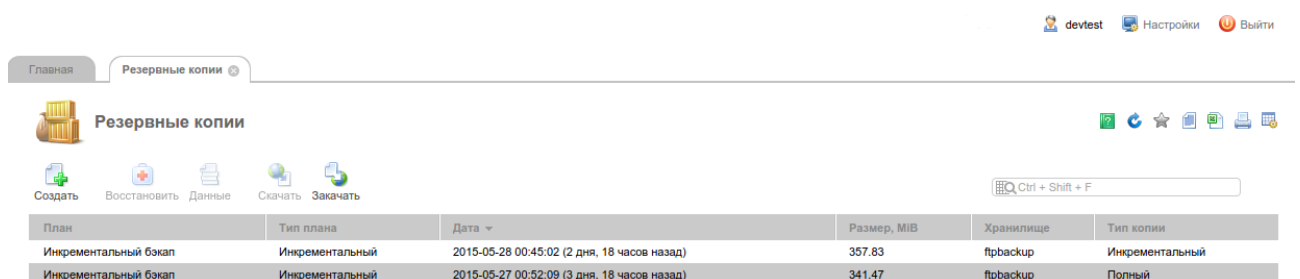 devtest Настройки Выйти
Главная Резервные копии
Резервные копии
Создать Восстановить Данные Скачать Закачать
Ctrl + Shift + F
План Тип плана Дата Размер, MiB Хранилище Тип копии
Инкрементальный бэкап Инкрементальный 2015-05-28 00:45:02 (2 дня, 18 часов назад) 357.83 ftpbackup Инкрементальный
Инкрементальный бэкап Инкрементальный 2015-05-27 00:52:09 (3 дня, 18 часов назад) 341.47 ftpbackup Полный